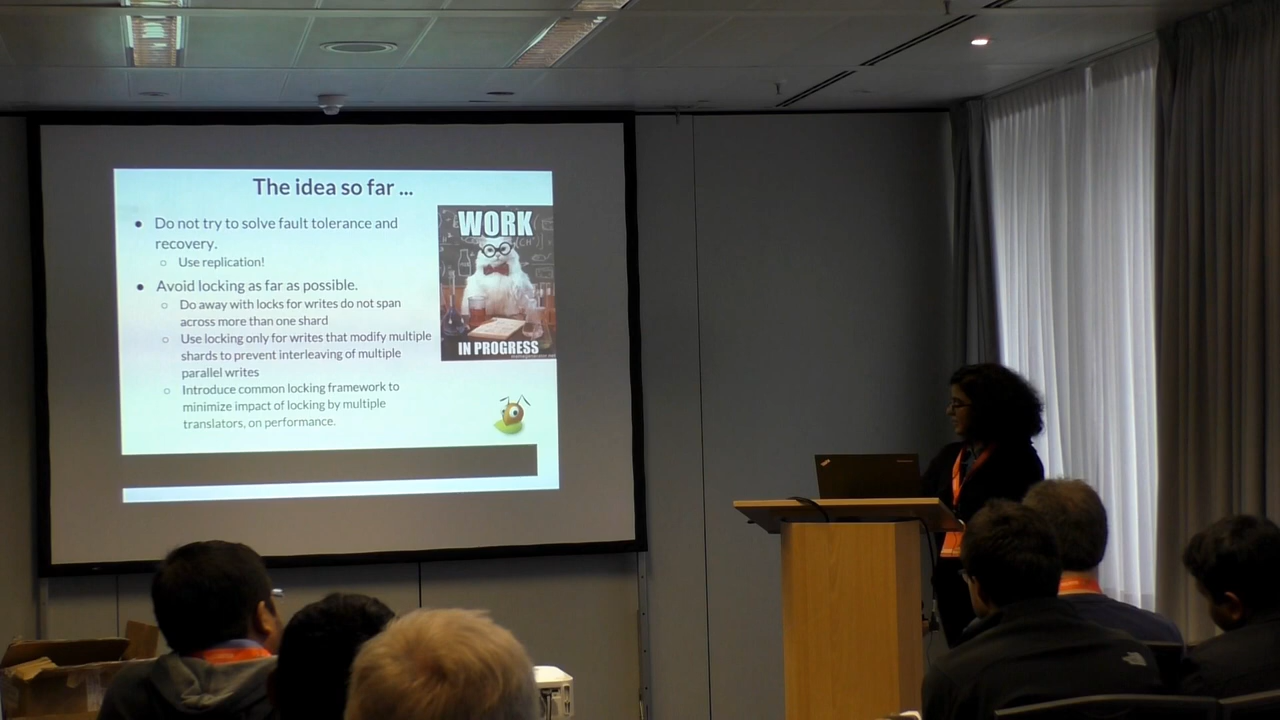 The idea so far ...
Do not try to solve fault tolerance and
recovery.
Use replication!
Avoid locking as far as possible.
Do away with locks for writes do not span
across more than one shard
Use locking only for writes that modify multiple
shards to prevent interleaving of multiple
parallel writes
Introduce common locking framework to
minimize impact of locking by multiple
translators, on performance.
WORK
IN PROGRESS